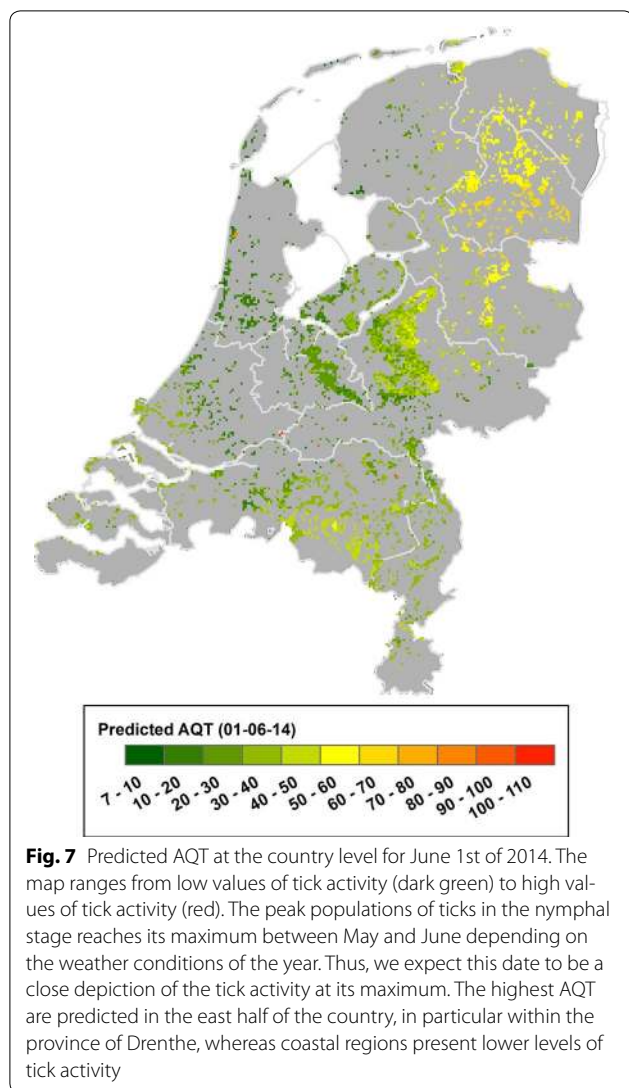 Predicted AQT (01-06-14)
7 - 10 10 - 20 20 - 30 30 - 40 40 - 50 50 - 60 60 - 70 70 - 80 80 - 90 90 - 100 100 - 110
Fig. 7 Predicted AQT at the country level for June 1st of 2014. The
map ranges from low values of tick activity (dark green) to high val-
ues of tick activity (red). The peak populations of ticks in the nymphal
stage reaches its maximum between May and June depending on
the weather conditions of the year. Thus, we expect this date to be a
close depiction of the tick activity at its maximum. The highest AQT
are predicted in the east half of the country, in particular within the
province of Drenthe, whereas coastal regions present lower levels of
tick activity